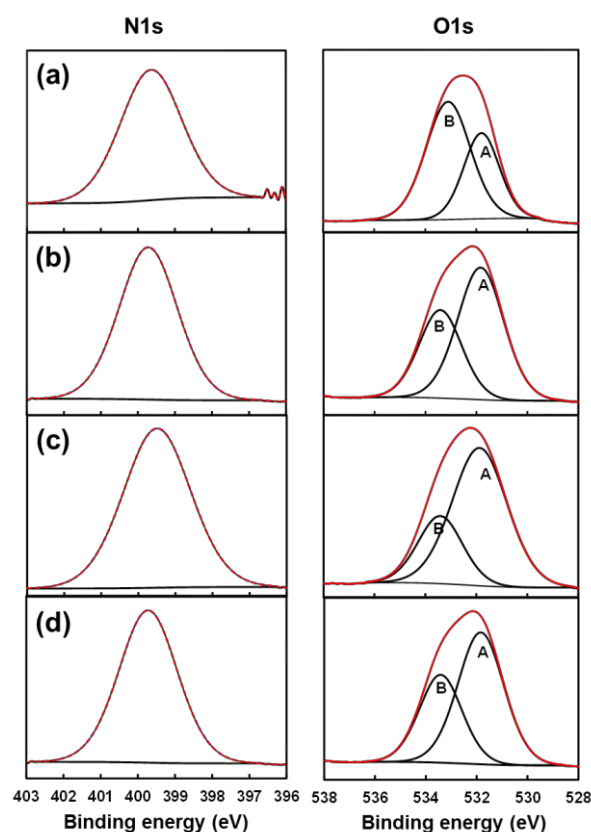 N1s O1s
(a)
B A
(b)
B A
(c)
B A
(d)
B A
403 402 401 400 399 398 397 396 538 536 534 532 530 528
Binding energy (eV) Binding energy (eV)